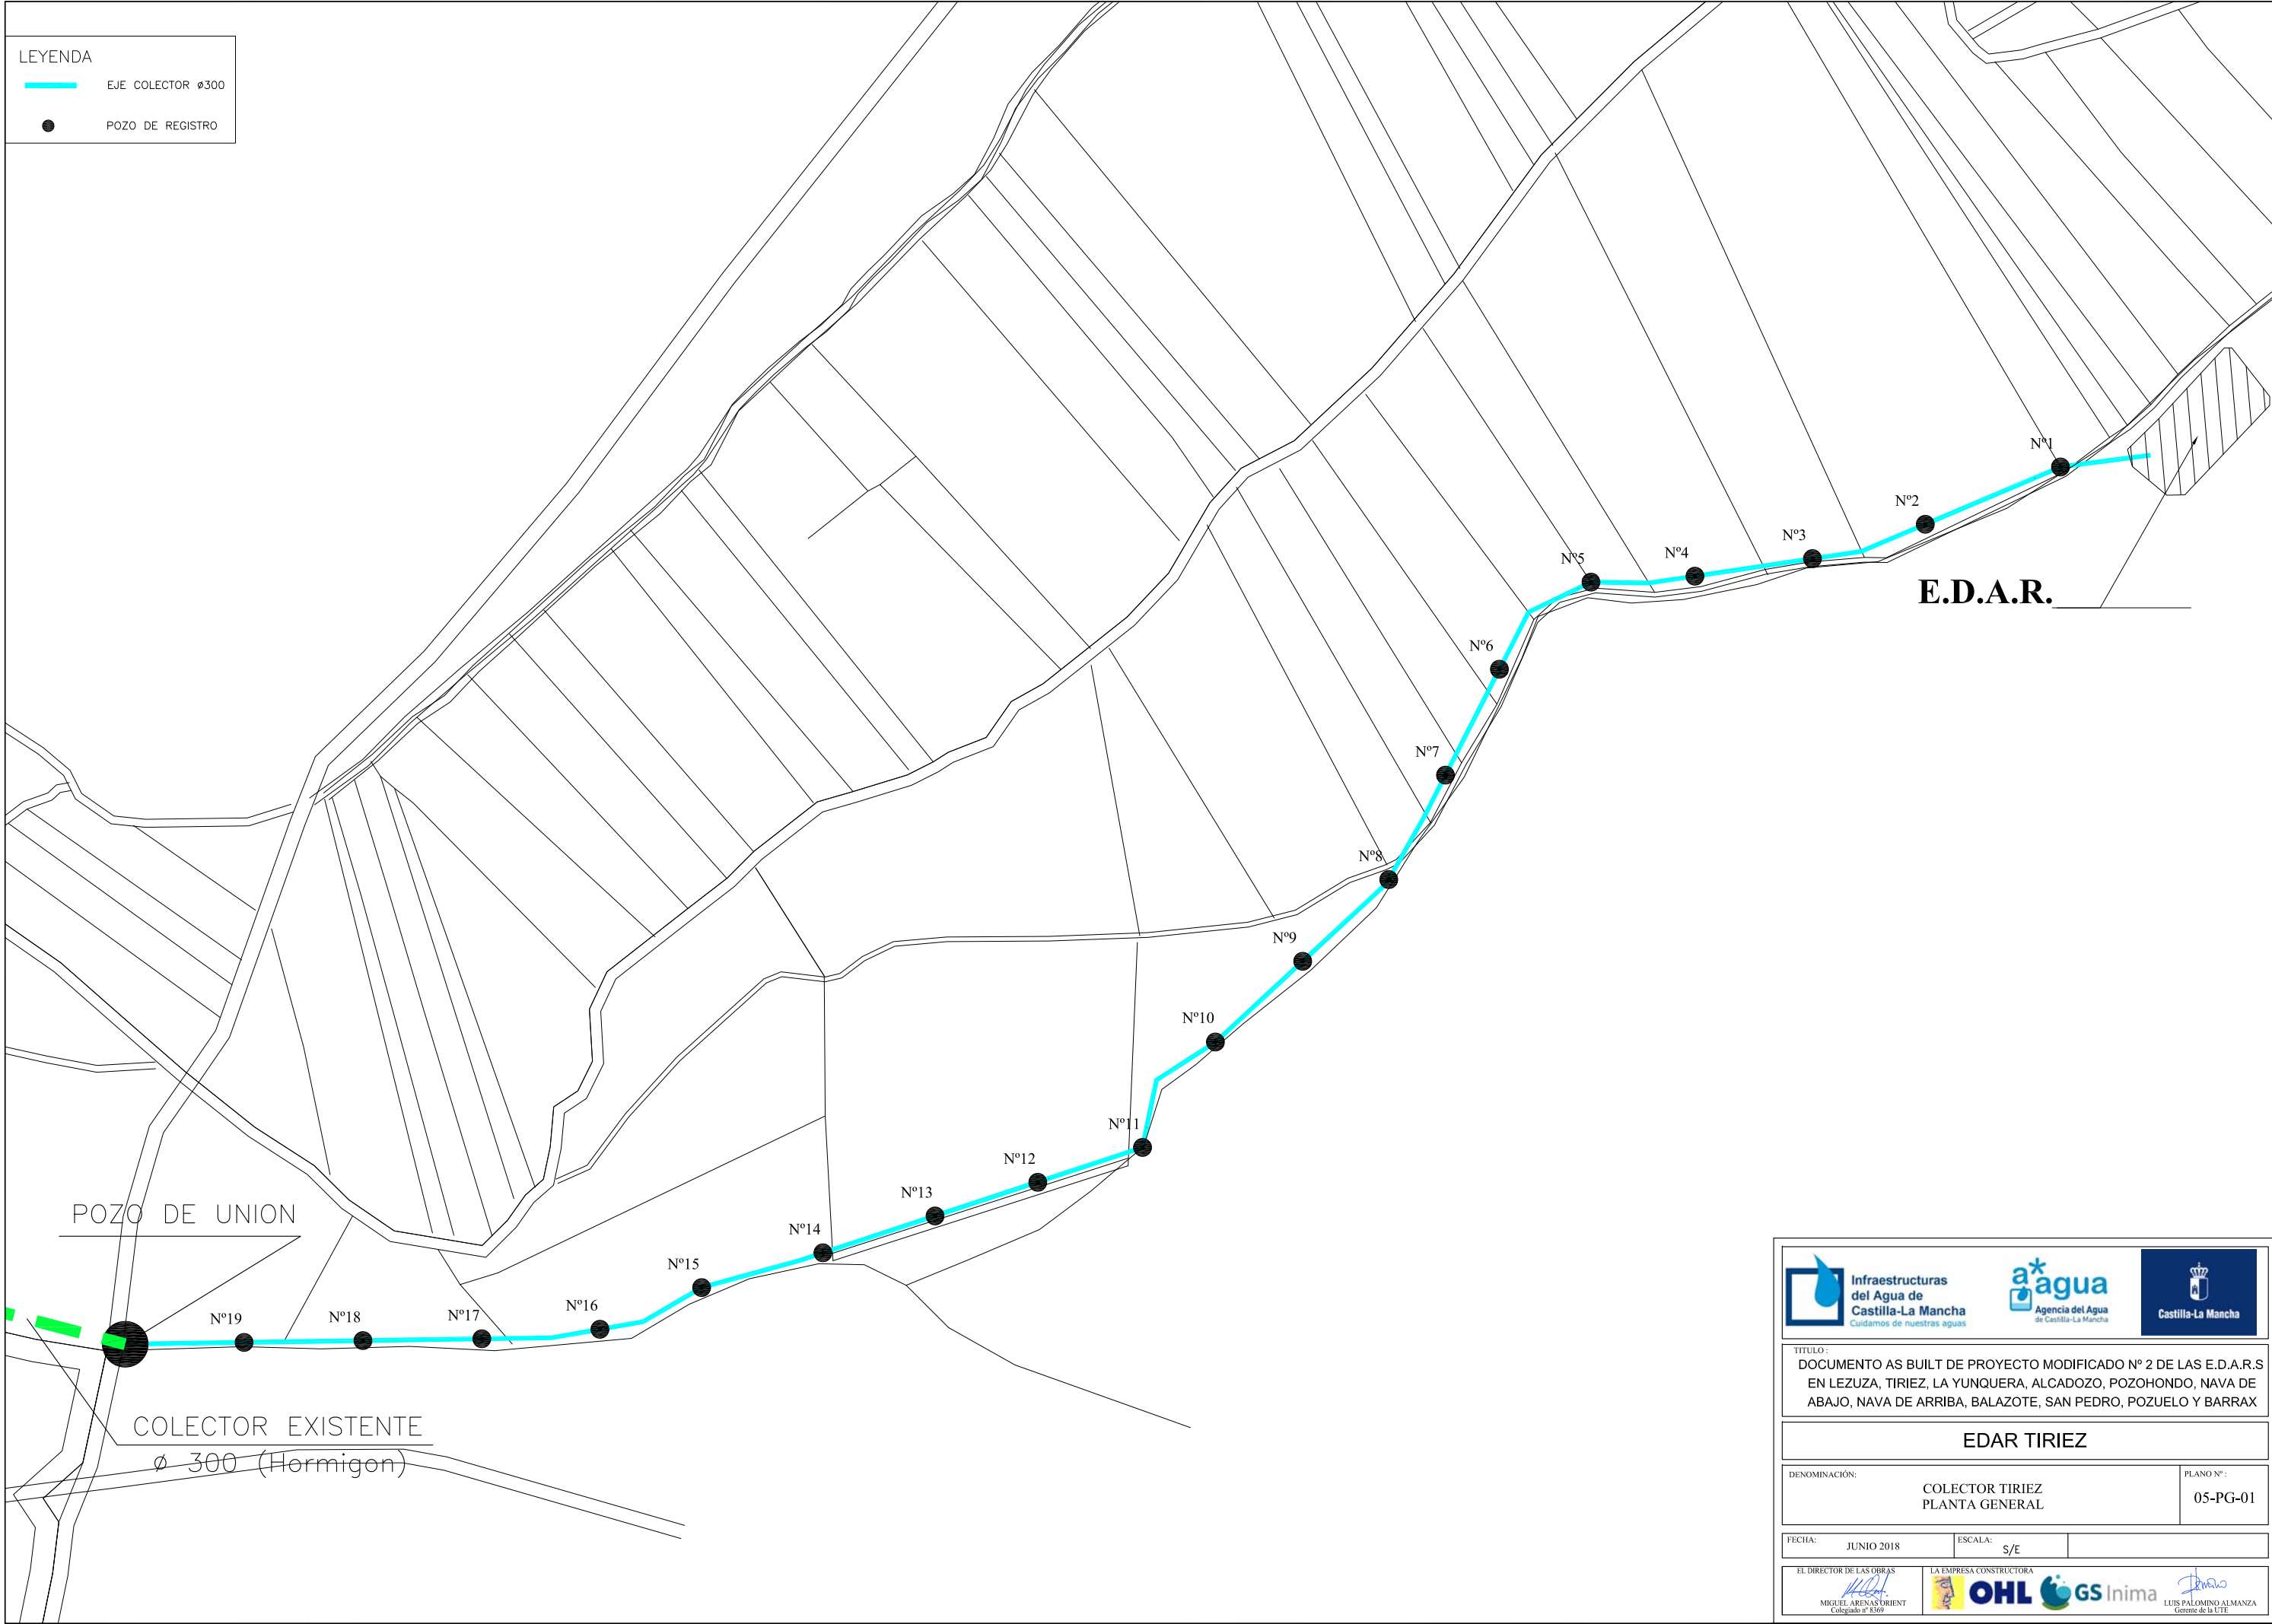 LEYENDA
EJE COLECTOR Ø300
POZO DE REGISTRO
Nº1
Nº2
Nº3
Nº4
Nº5
E.D.A.R.
Nº6
Nº7
Nº8
Nº9
Nº10
Nº11
Nº12
Nº13
Nº14
Nº15
Nº16
Nº17
Nº18
Nº19
POZO DE UNION
COLECTOR EXISTENTE
Ø 300 (Hormigon)
Infraestructuras
del Agua de
Castilla-La Mancha
Cuidamos de nuestras aguas
a*
agua
Agencia del Agua
de Castilla-La Mancha
Castilla-La Mancha
TITULO :
DOCUMENTO AS BUILT DE PROYECTO MODIFICADO Nº 2 DE LAS E.D.A.R.S
EN LEZUZA, TIRIEZ, LA YUNQUERA, ALCADOZO, POZOHONDO, NAVA DE
ABAJO, NAVA DE ARRIBA, BALAZOTE, SAN PEDRO, POZUELO Y BARRAX
EDAR TIRIEZ
DENOMINACIÓN:
COLECTOR TIRIEZ
PLANTA GENERAL
PLANO Nº :
05-PG-01
FECHA:
JUNIO 2018
ESCALA:
S/E
EL DIRECTOR DE LAS OBRAS
MIGUEL ARENAS ORIENT
Colegiado nº 8369
LA EMPRESA CONSTRUCTORA
OHL
GS Inima
LUIS PALOMINO ALMANZA
Gerente de la UTE